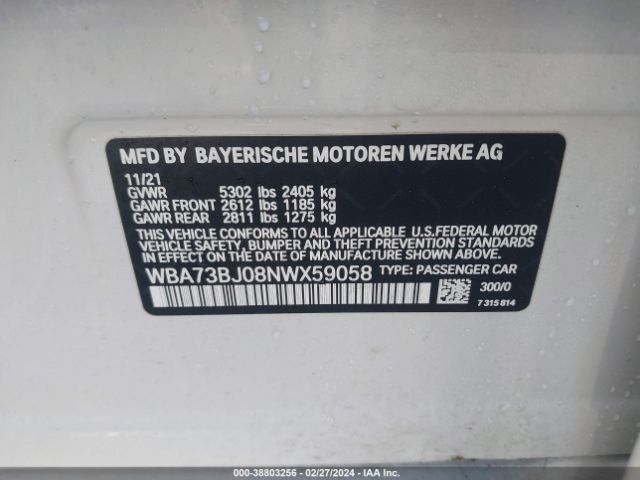 MFD BY BAYERISCHE MOTOREN WERKE AG
11/21
GVWR 5302 lbs 2405 kg
GAWR FRONT 2612 lbs 1185 kg
GAWR REAR 2811 lbs 1275 kg
THIS VEHICLE CONFORMS TO ALL APPLICABLE U.S.FEDERAL MOTOR
VEHICLE SAFETY, BUMPER AND THEFT PREVENTION STANDARDS
IN EFFECT ON THE DATE OF MANUFACTURE SHOWN ABOVE.
WBA73BJ08NWX59058 TYPE: PASSENGER CAR
300/0
7 315 814
000-38803256 - 02/27/2024 - IAA Inc.